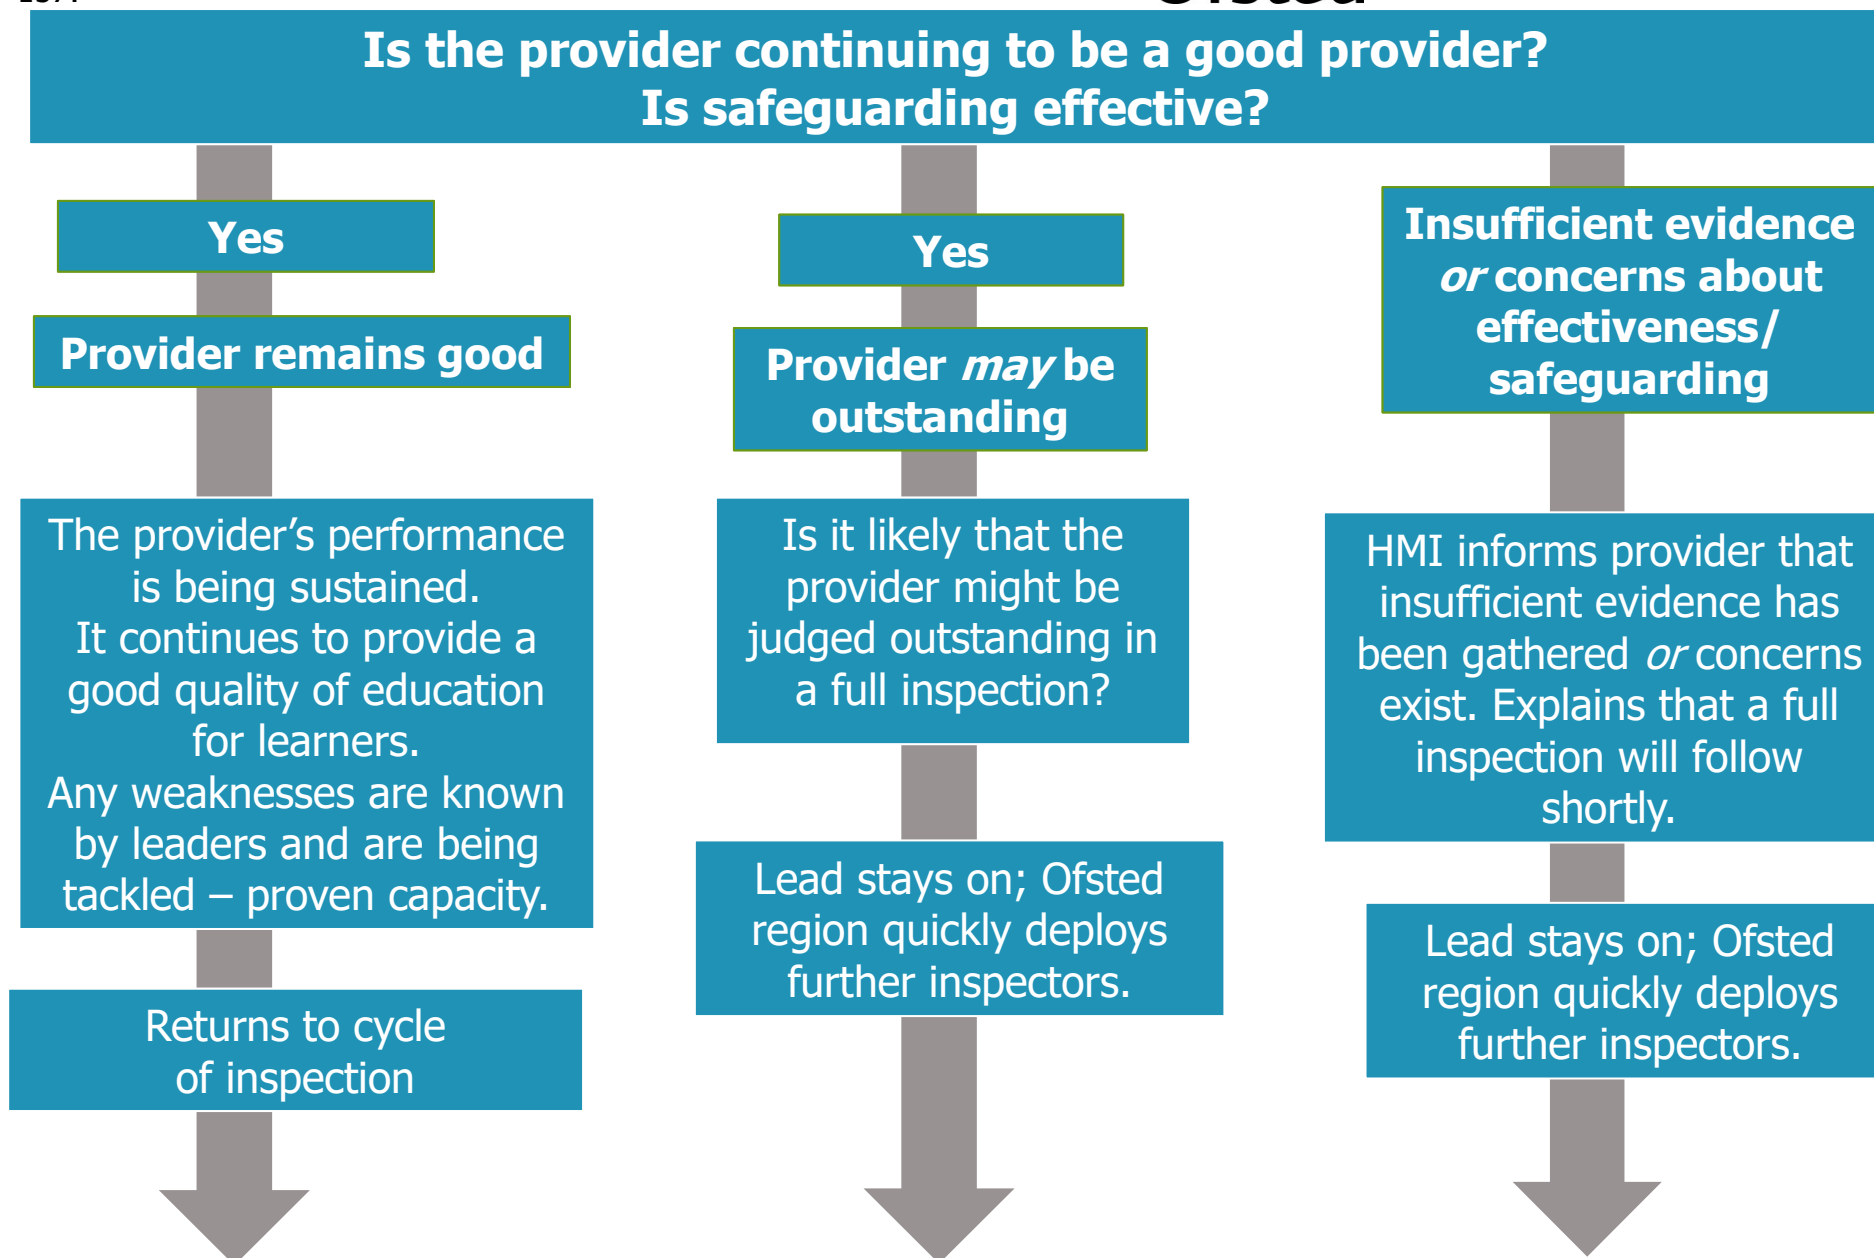 Is the provider continuing to be a good provider?
Is safeguarding effective?
Yes
Provider remains good
The provider’s performance
is being sustained.
It continues to provide a
good quality of education
for learners.
Any weaknesses are known
by leaders and are being
tackled – proven capacity.
Returns to cycle
of inspection
Yes
Provider may be
outstanding
Is it likely that the
provider might be
judged outstanding in
a full inspection?
Lead stays on; Ofsted
region quickly deploys
further inspectors.
Insufficient evidence
or concerns about
effectiveness/
safeguarding
HMI informs provider that
insufficient evidence has
been gathered or concerns
exist. Explains that a full
inspection will follow
shortly.
Lead stays on; Ofsted
region quickly deploys
further inspectors.